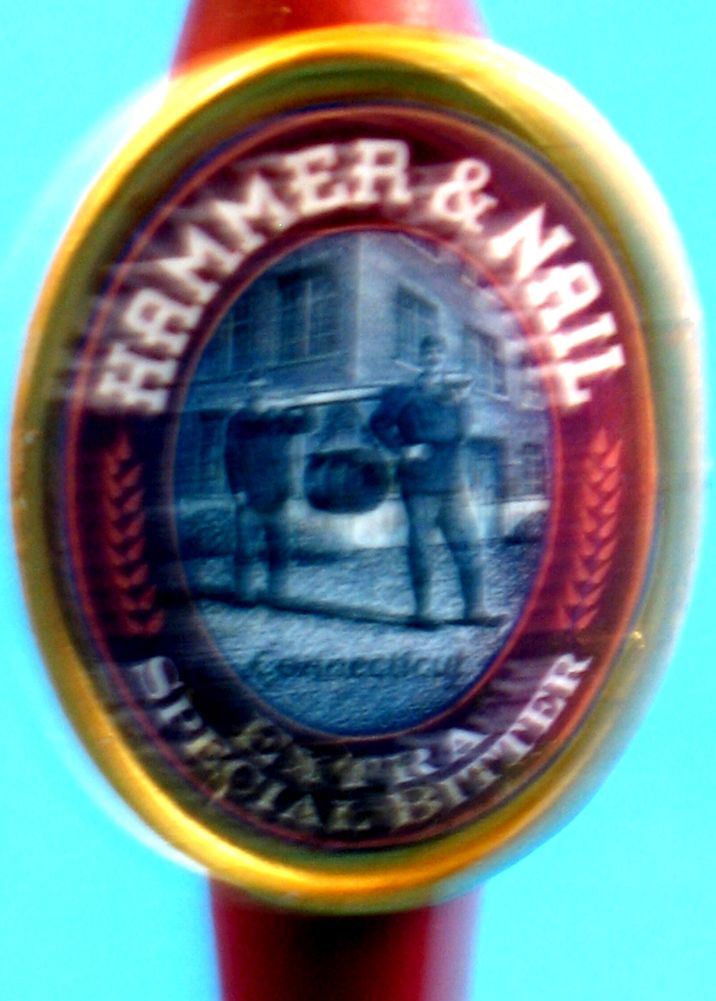 HAMMER & NAIL
Connecticut
EXTRA
SPECIAL BITTER